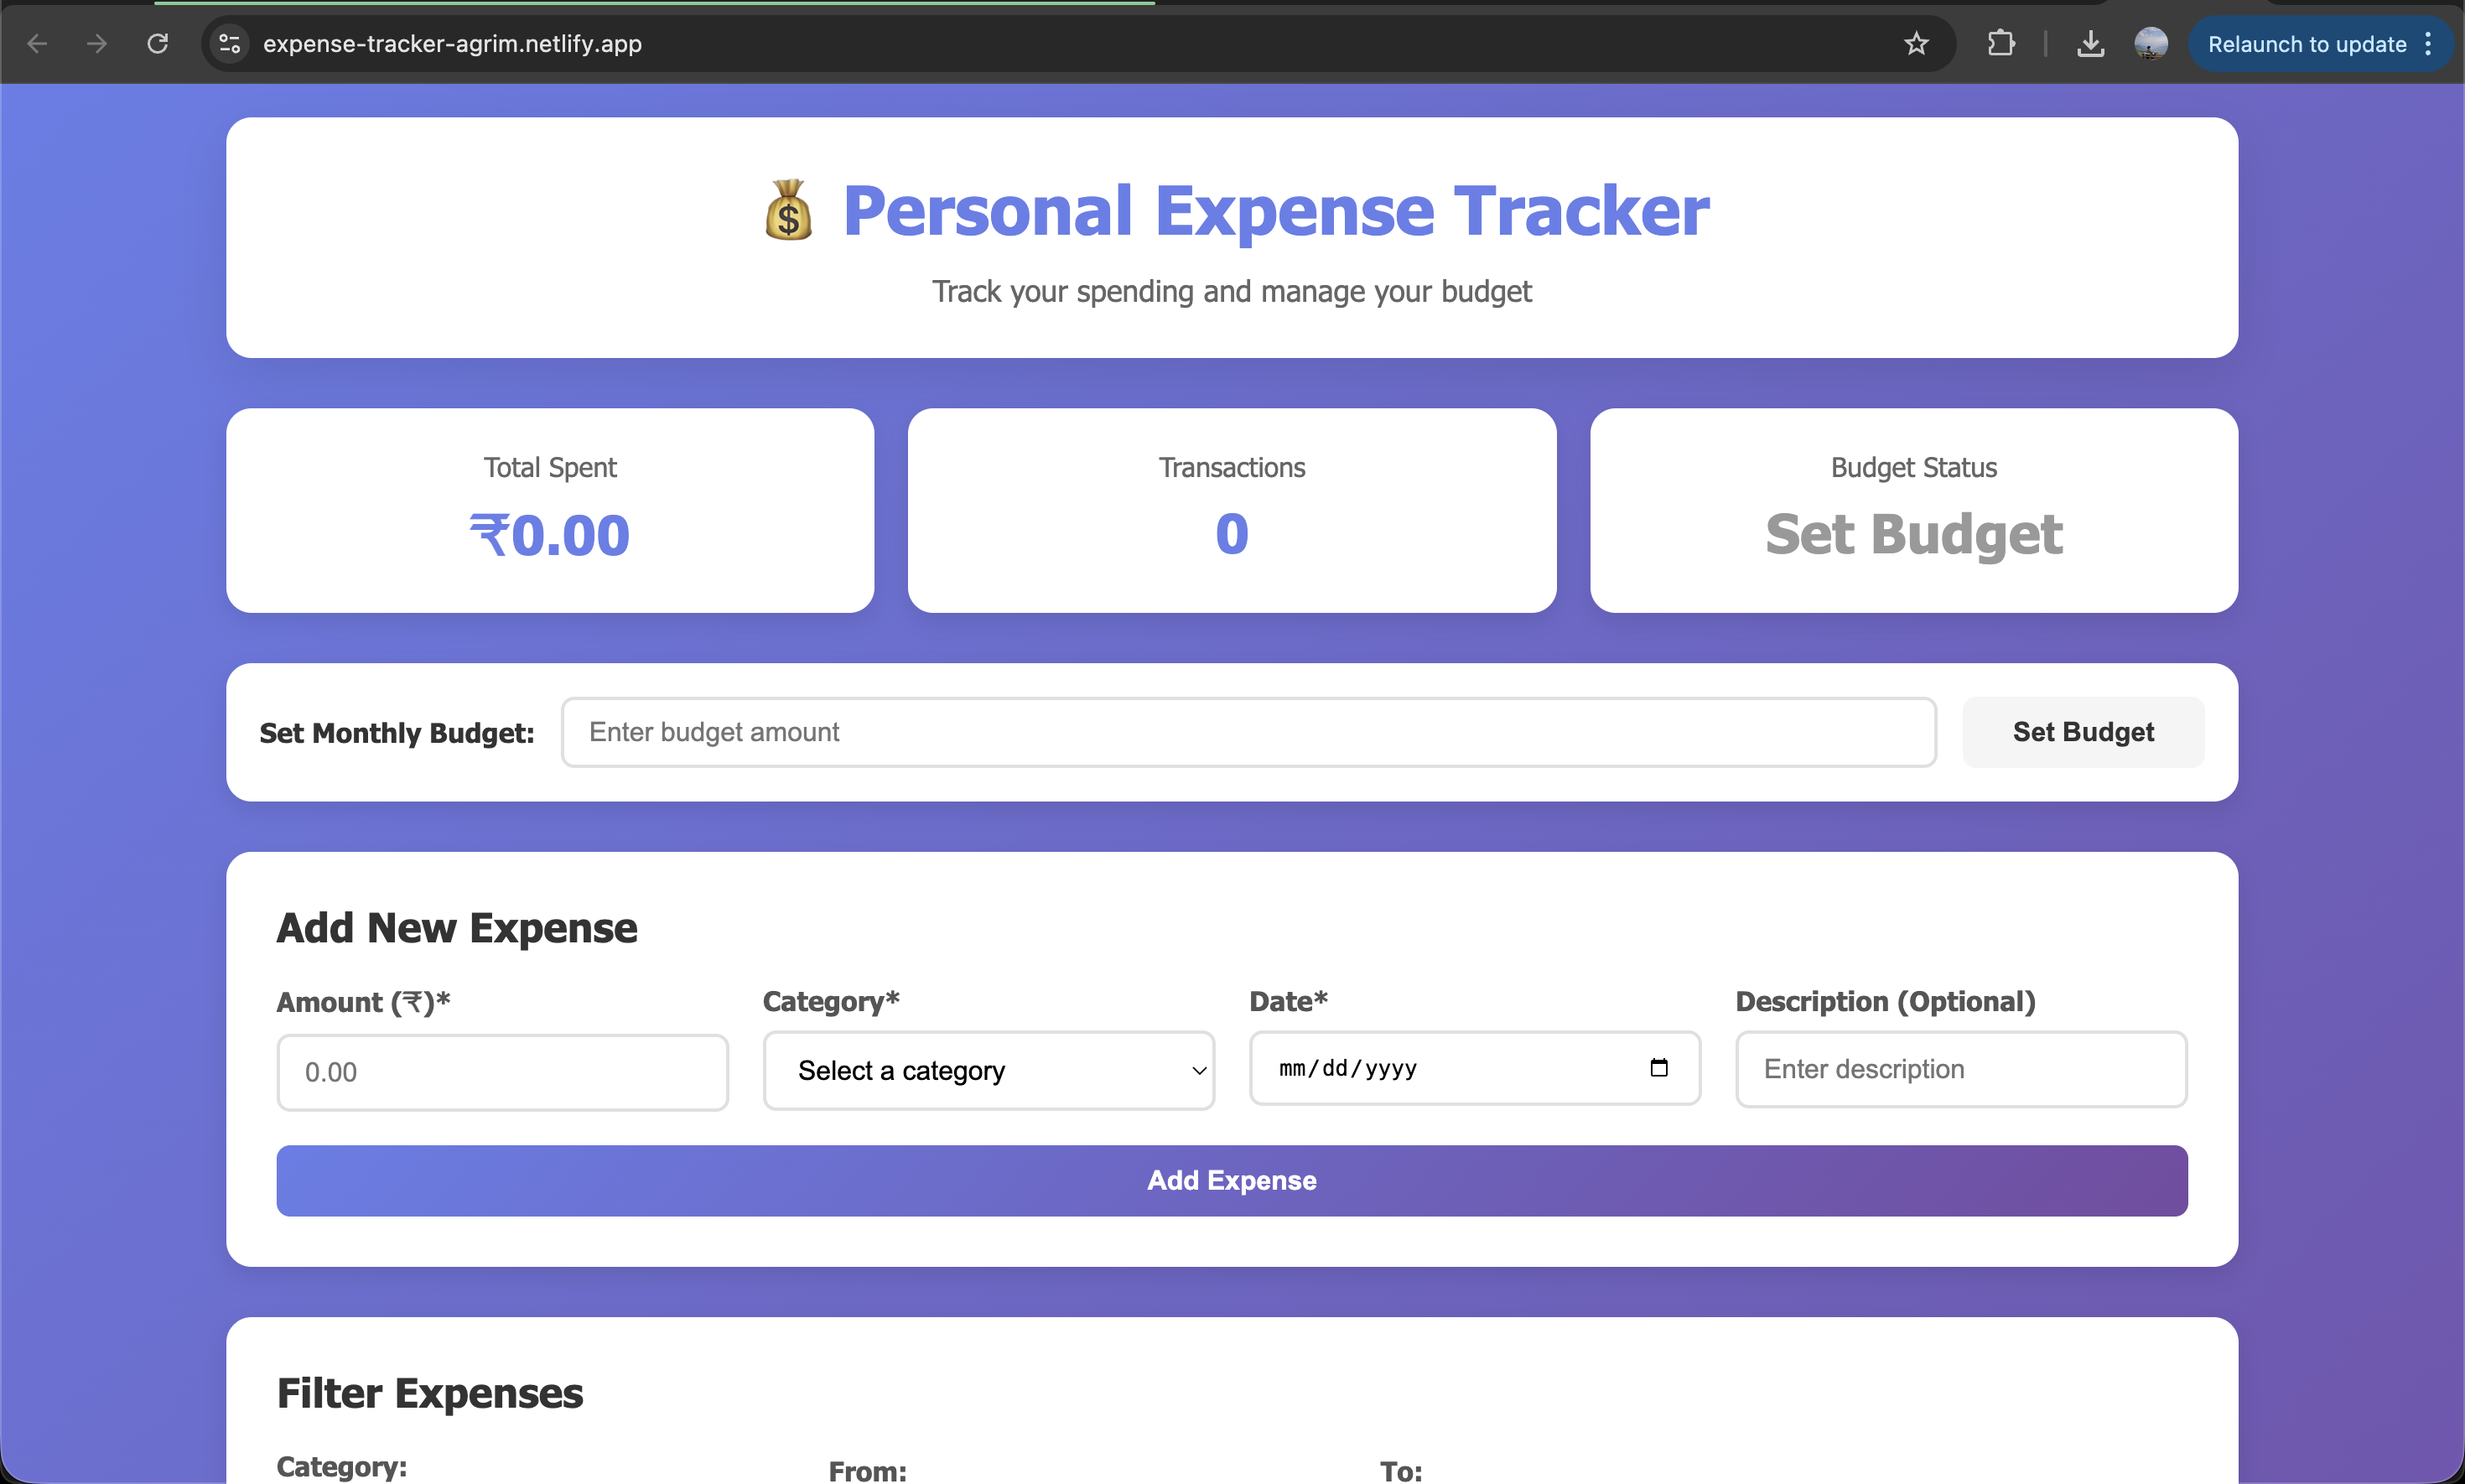 expense-tracker-agrim.netlify.app
Relaunch to update
💰 Personal Expense Tracker
Track your spending and manage your budget
Total Spent
₹0.00
Transactions
0
Budget Status
Set Budget
Set Monthly Budget:
Enter budget amount
Set Budget
Add New Expense
Amount (₹)*
0.00
Category*
Select a category
Date*
mm/dd/yyyy
Description (Optional)
Enter description
Add Expense
Filter Expenses
Category:
From:
To: